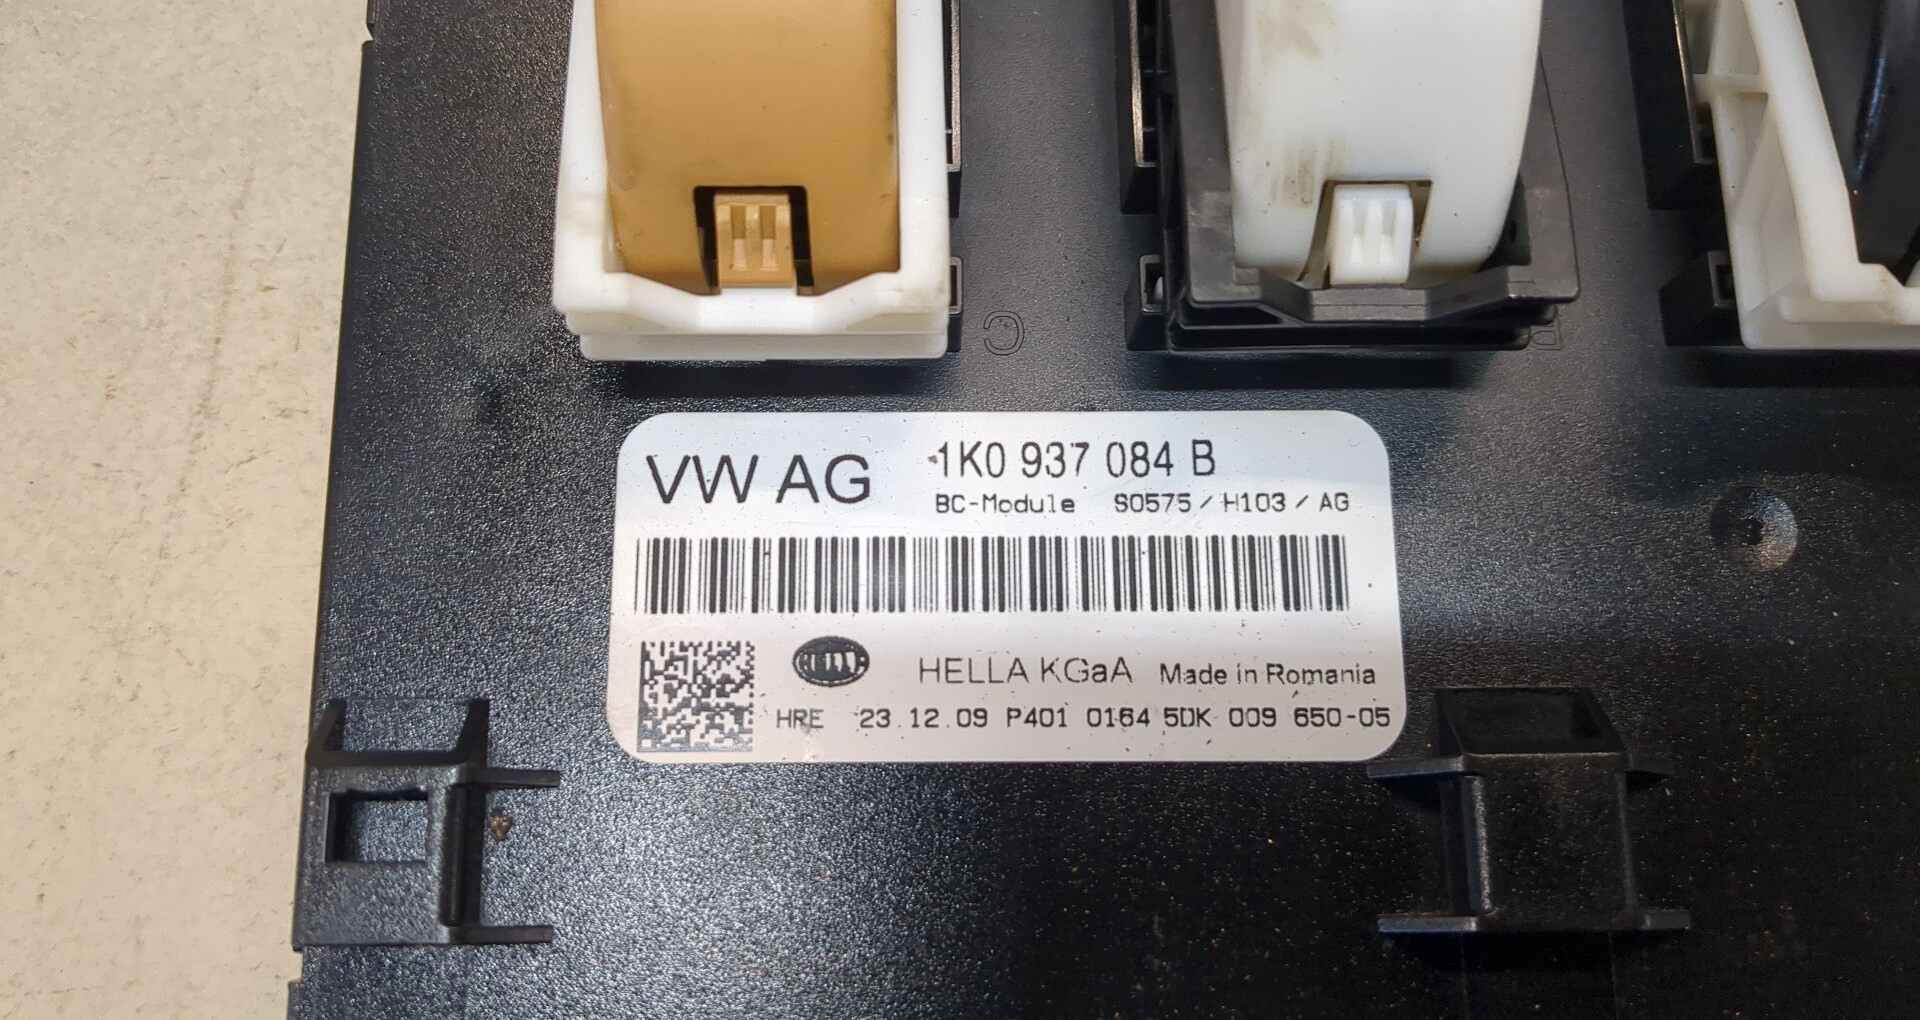 C
B
VW AG 1K0 937 084 B
BC-Module S0575 / H103 / AG
HELLA HELLA KGaA Made in Romania
HRE 23.12.09 P401 0164 5DK 009 650-05